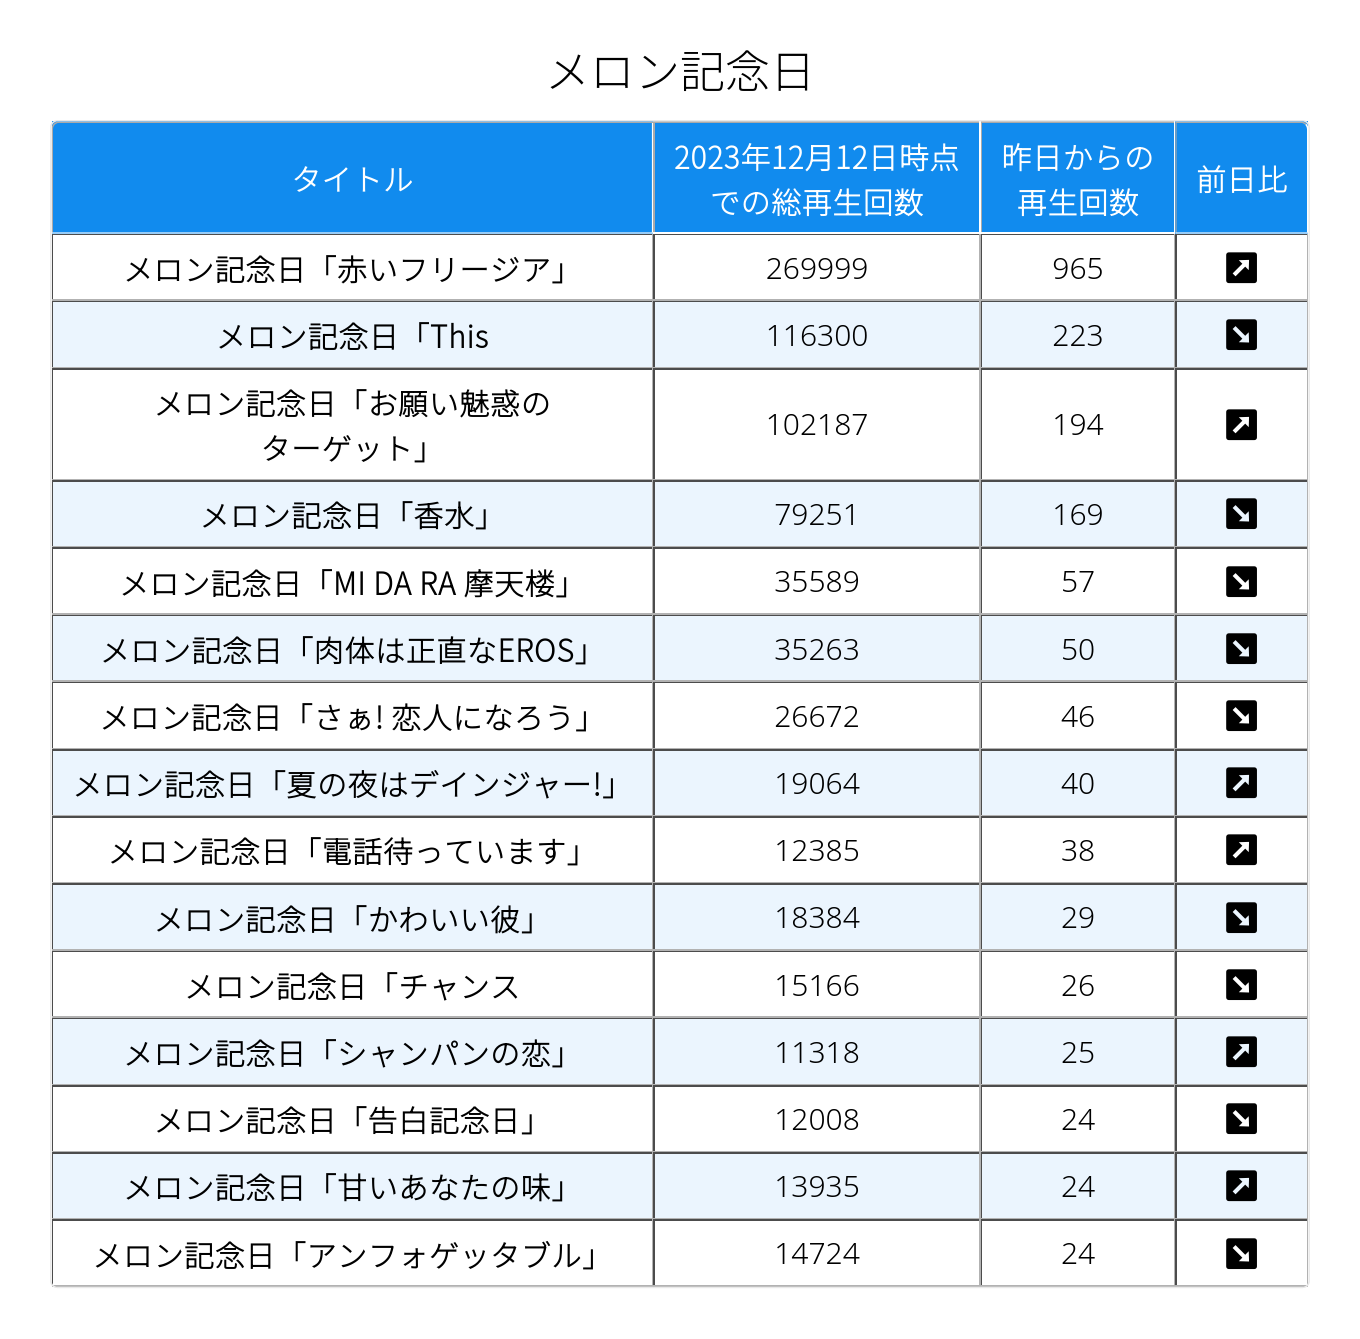 メロン記念日
タイトル
2023年12月12日時点
での総再生回数
昨日からの
再生回数
前日比
メロン記念日「赤いフリージア」 269999 965
メロン記念日「This 116300 223
メロン記念日「お願い魅惑の
ターゲット」 102187 194
メロン記念日「香水」 79251 169
メロン記念日「MI DA RA 摩天楼」 35589 57
メロン記念日「肉体は正直なEROS」 35263 50
メロン記念日「さぁ! 恋人になろう」 26672 46
メロン記念日「夏の夜はデインジャー!」 19064 40
メロン記念日「電話待っています」 12385 38
メロン記念日「かわいい彼」 18384 29
メロン記念日「チャンス 15166 26
メロン記念日「シャンパンの恋」 11318 25
メロン記念日「告白記念日」 12008 24
メロン記念日「甘いあなたの味」 13935 24
メロン記念日「アンフォゲッタブル」 14724 24